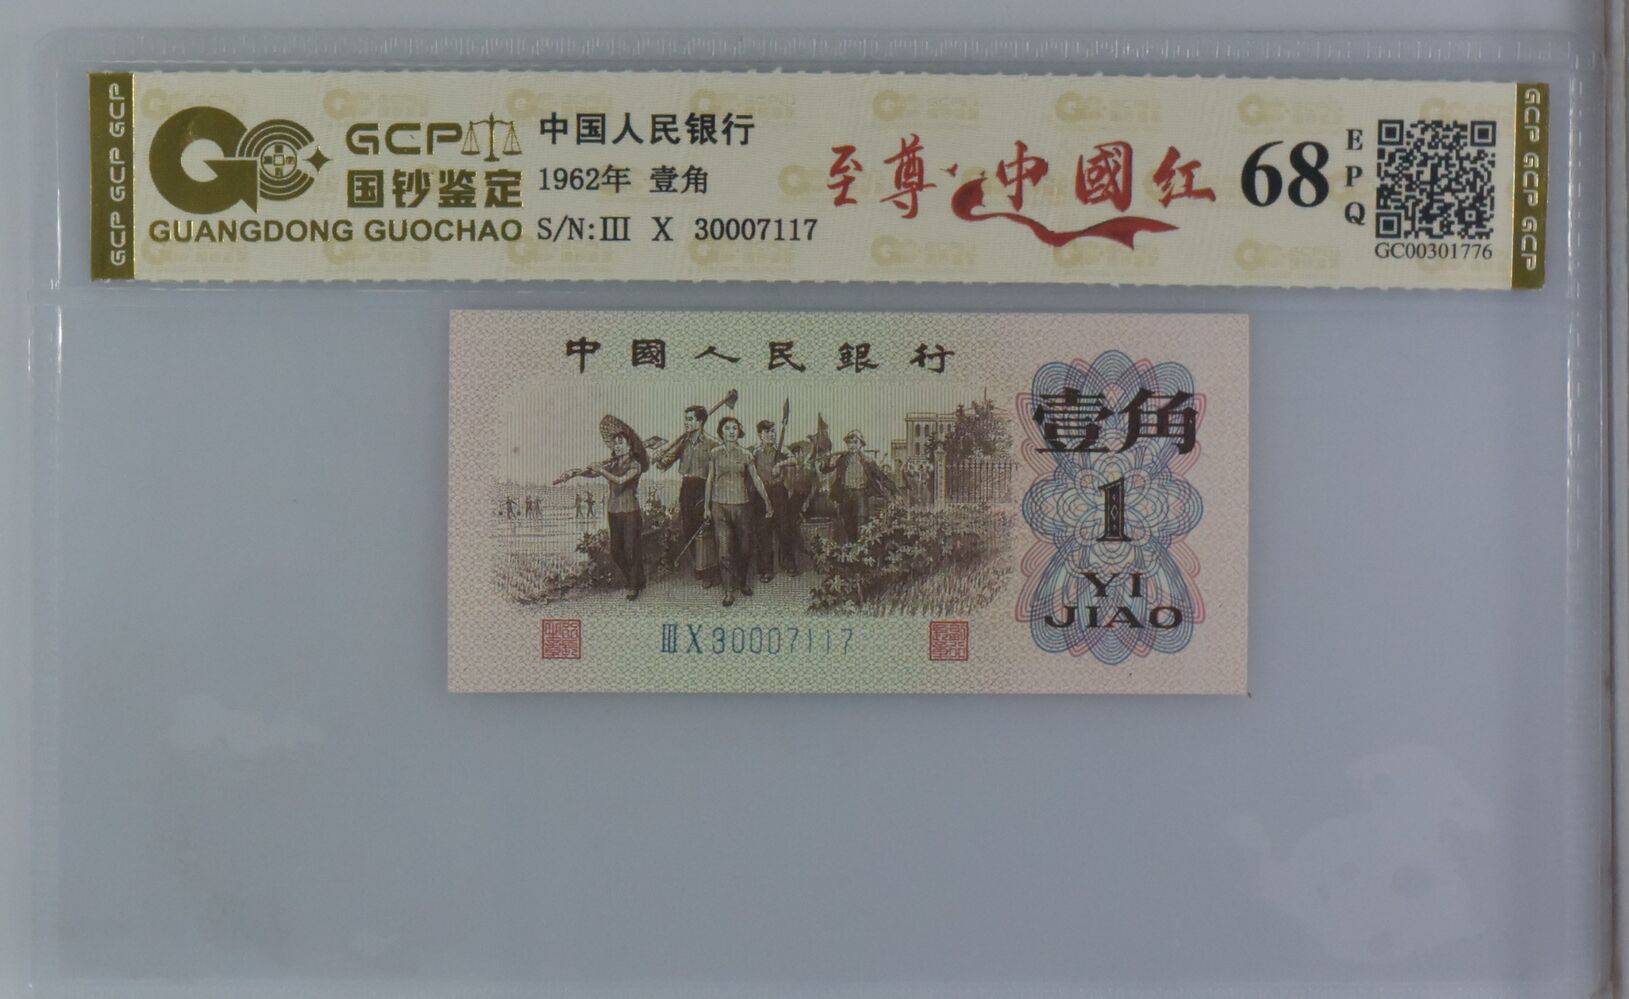 GCP GCP GCP
GCP
国钞鉴定
GUANGDONG GUOCHAO
中国人民银行
1962年 壹角
S/N:III X 30007117
至尊·中國红
68
EPQ
GC00301776
GCP GCP GCP
中國人民銀行
壹角
1
YI
JIAO
III X 30007117